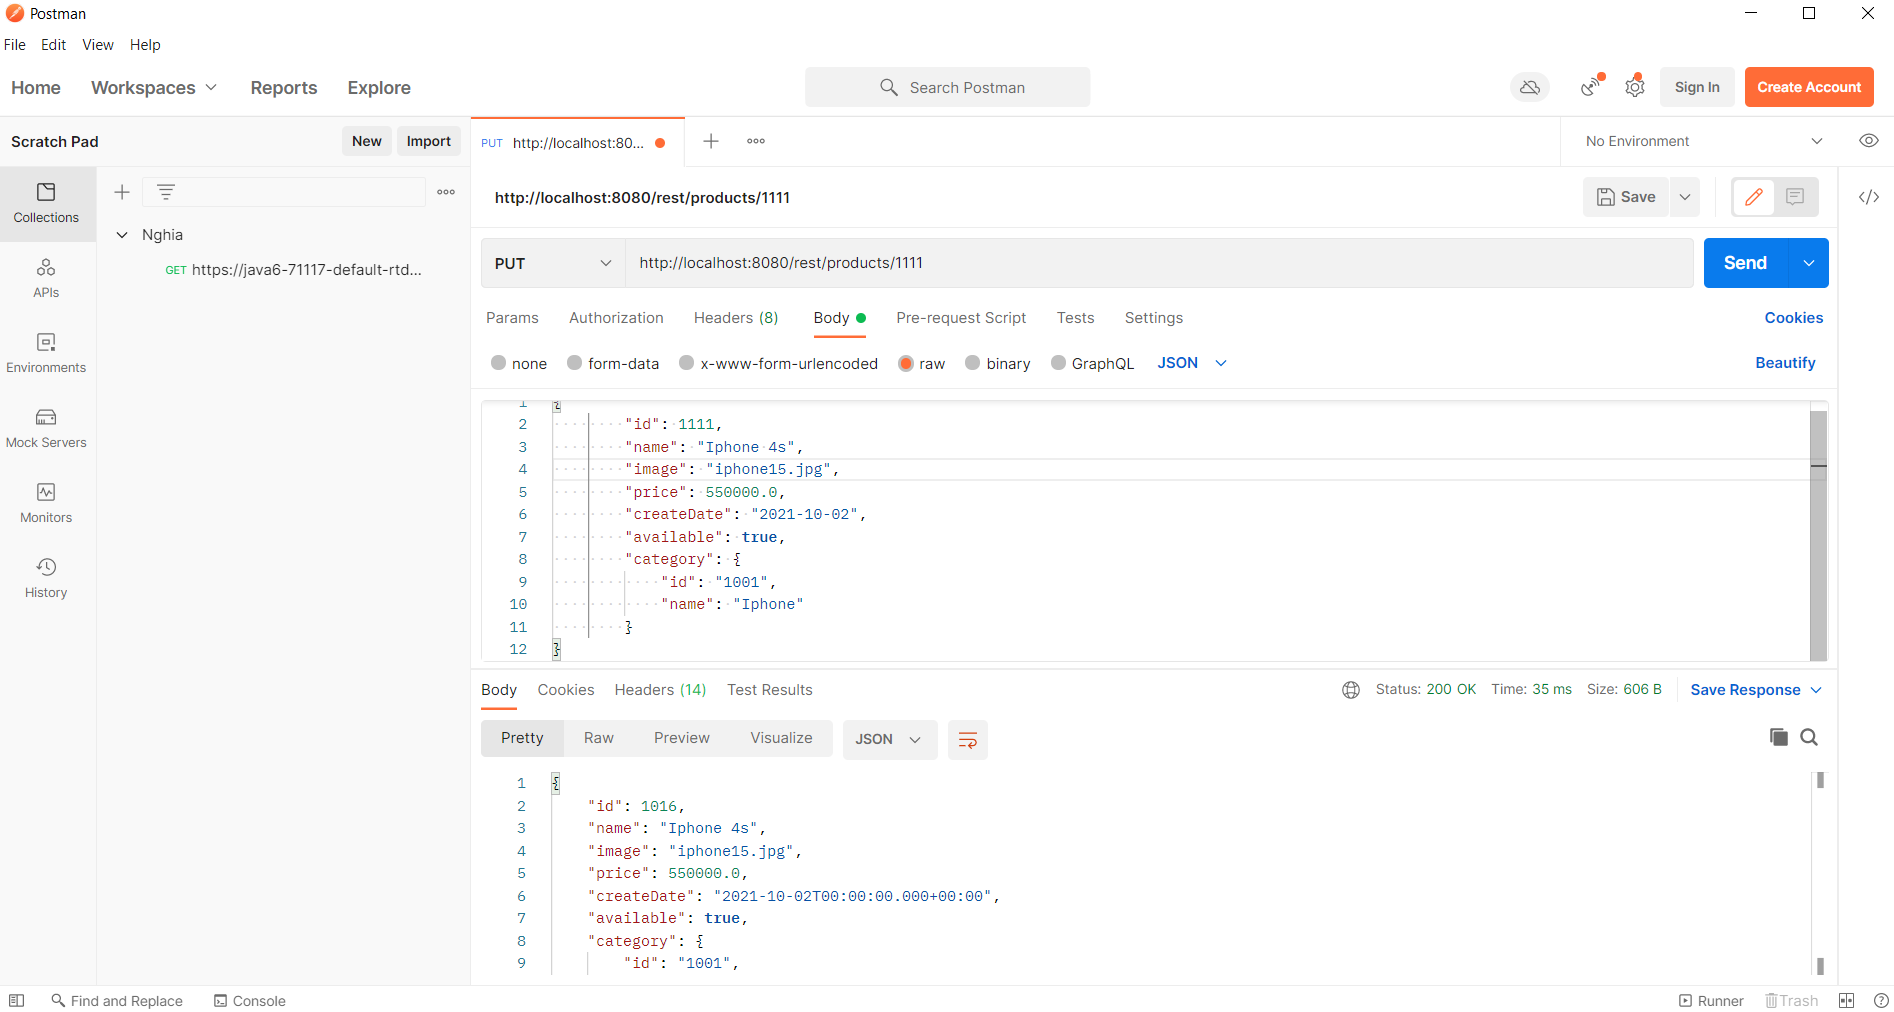 Postman
File Edit View Help
Home Workspaces Reports Explore Search Postman Sign In Create Account
Scratch Pad New Import PUT http://localhost:80... No Environment
Collections
APIs
Environments
Mock Servers
Monitors
History
Nghia
GET https://java6-71117-default-rtd...
http://localhost:8080/rest/products/1111 Save
PUT http://localhost:8080/rest/products/1111 Send
Params Authorization Headers (8) Body Pre-request Script Tests Settings Cookies
none form-data x-www-form-urlencoded raw binary GraphQL JSON Beautify
1 {
2 "id": 1111,
3 "name": "Iphone 4s",
4 "image": "iphone15.jpg",
5 "price": 550000.0,
6 "createDate": "2021-10-02",
7 "available": true,
8 "category": {
9 "id": "1001",
10 "name": "Iphone"
11 }
12 }
Body Cookies Headers (14) Test Results Status: 200 OK Time: 35 ms Size: 606 B Save Response
Pretty Raw Preview Visualize JSON
1 {
2 "id": 1016,
3 "name": "Iphone 4s",
4 "image": "iphone15.jpg",
5 "price": 550000.0,
6 "createDate": "2021-10-02T00:00:00.000+00:00",
7 "available": true,
8 "category": {
9 "id": "1001",
Find and Replace Console Runner Trash